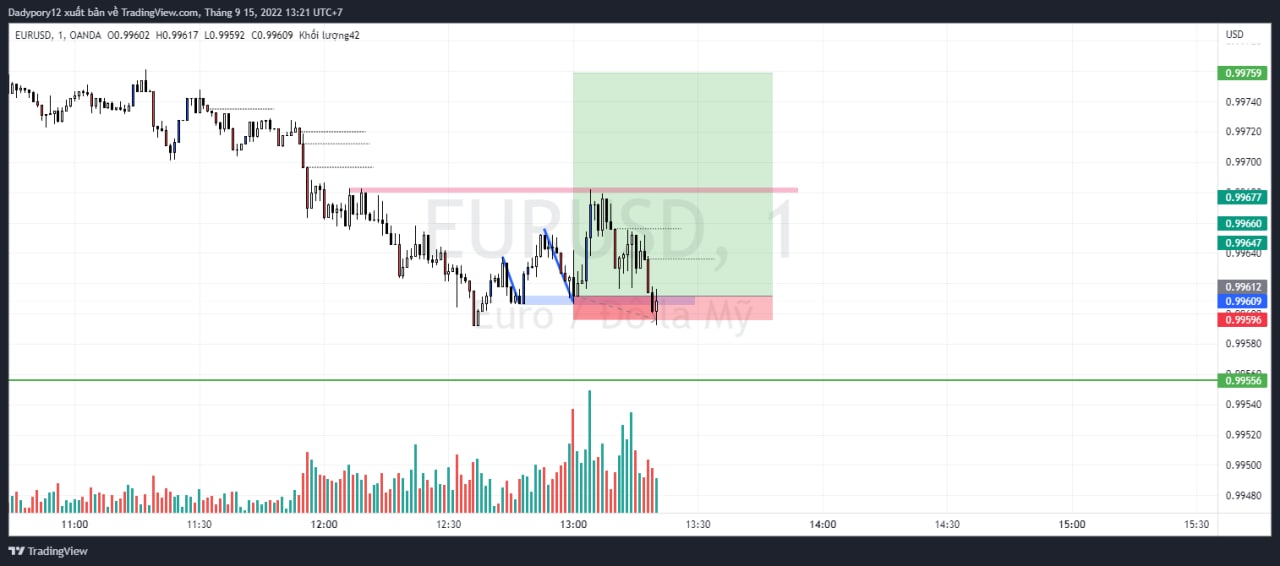 Dadypory12 xuất bản về TradingView.com, Tháng 9 15, 2022 13:21 UTC+7
EURUSD, 1, OANDA O0.99602 H0.99617 L0.99592 C0.99609 Khối lượng42
USD
0.99759
0.99740
0.99720
0.99700
0.99677
0.99660
0.99647
0.99640
0.99612
0.99609
0.99596
0.99580
0.99556
0.99540
0.99520
0.99500
0.99480
EURUSD, 1
Euro / Đô la Mỹ
11:00 11:30 12:00 12:30 13:00 13:30 14:00 14:30 15:00 15:30
TradingView